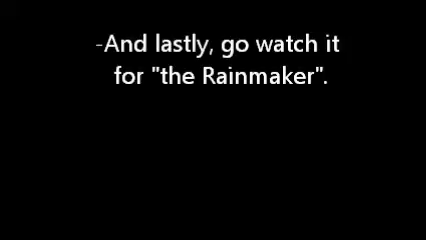 -And lastly, go watch it
for "the Rainmaker".